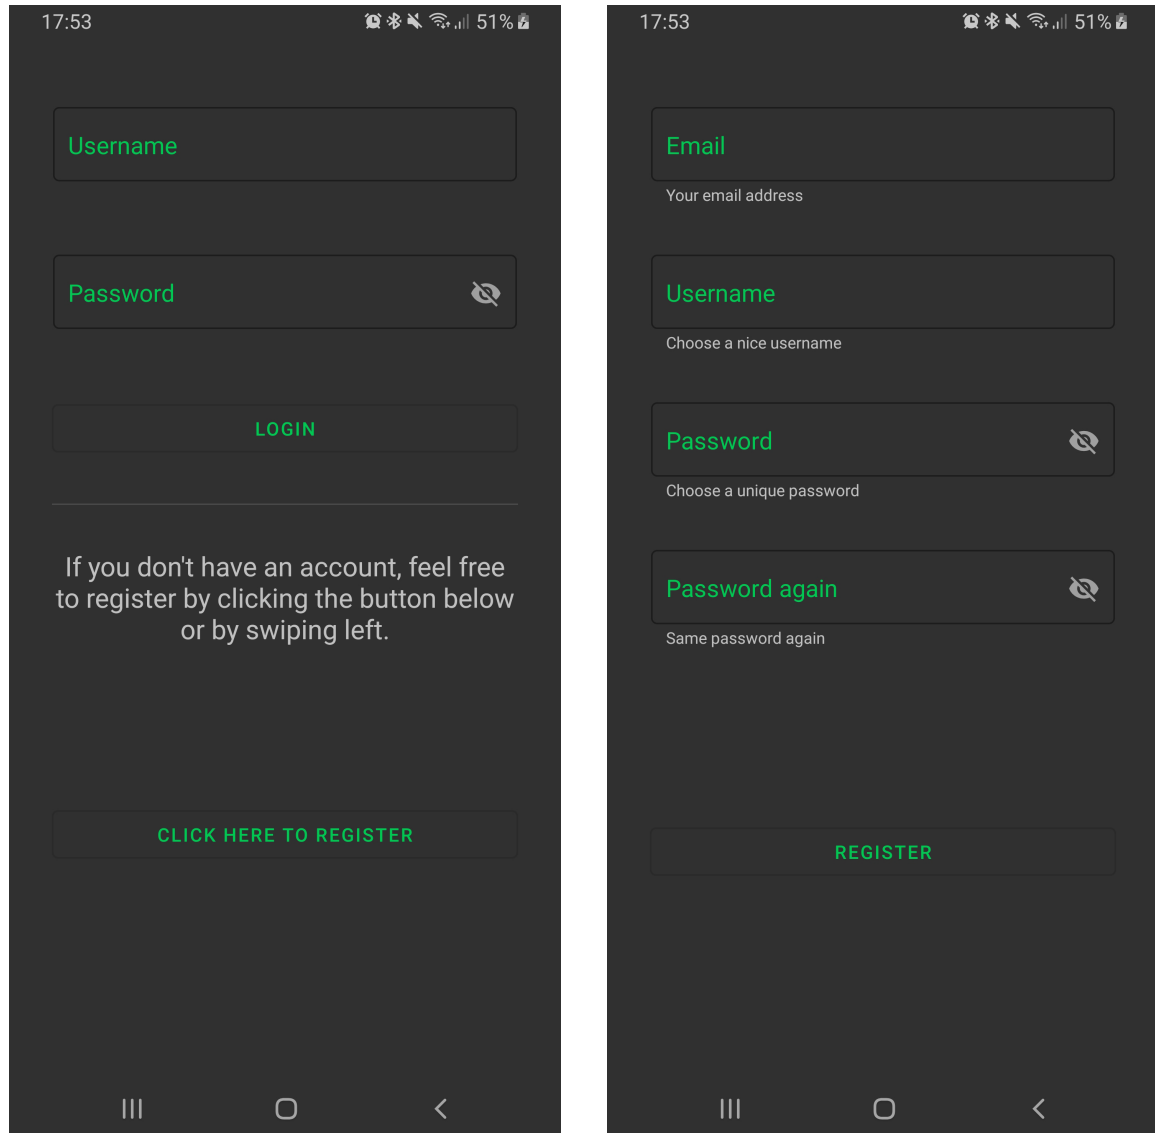 17:53
51%
Username
Password
LOGIN
If you don't have an account, feel free
to register by clicking the button below
or by swiping left.
CLICK HERE TO REGISTER
17:53
51%
Email
Your email address
Username
Choose a nice username
Password
Choose a unique password
Password again
Same password again
REGISTER